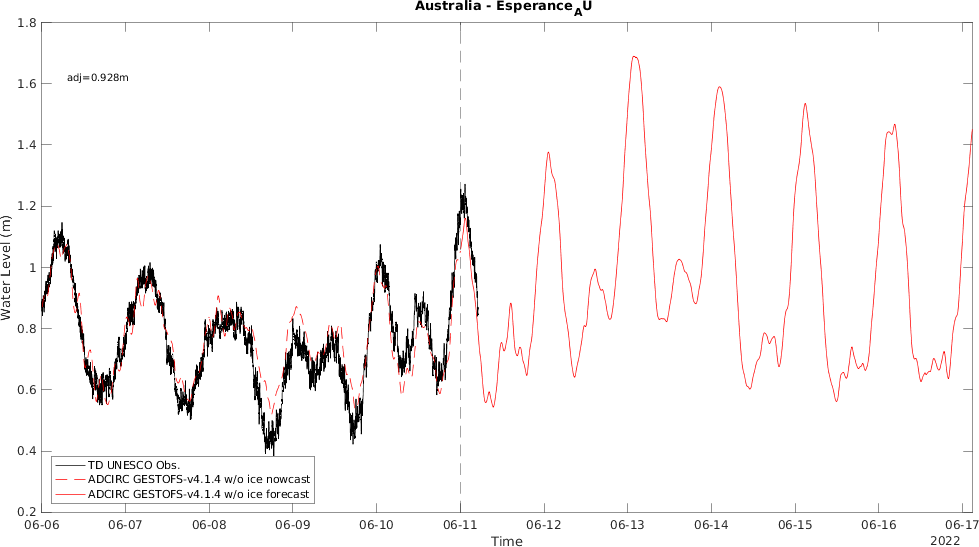 Australia - Esperance_AU
1.8
1.6
1.4
1.2
1
0.8
0.6
0.4
0.2
Water Level (m)
adj=0.928m
TD UNESCO Obs.
ADCIRC GESTOFS-v4.1.4 w/o ice nowcast
ADCIRC GESTOFS-v4.1.4 w/o ice forecast
06-06 06-07 06-08 06-09 06-10 06-11 06-12 06-13 06-14 06-15 06-16 06-17
Time
2022